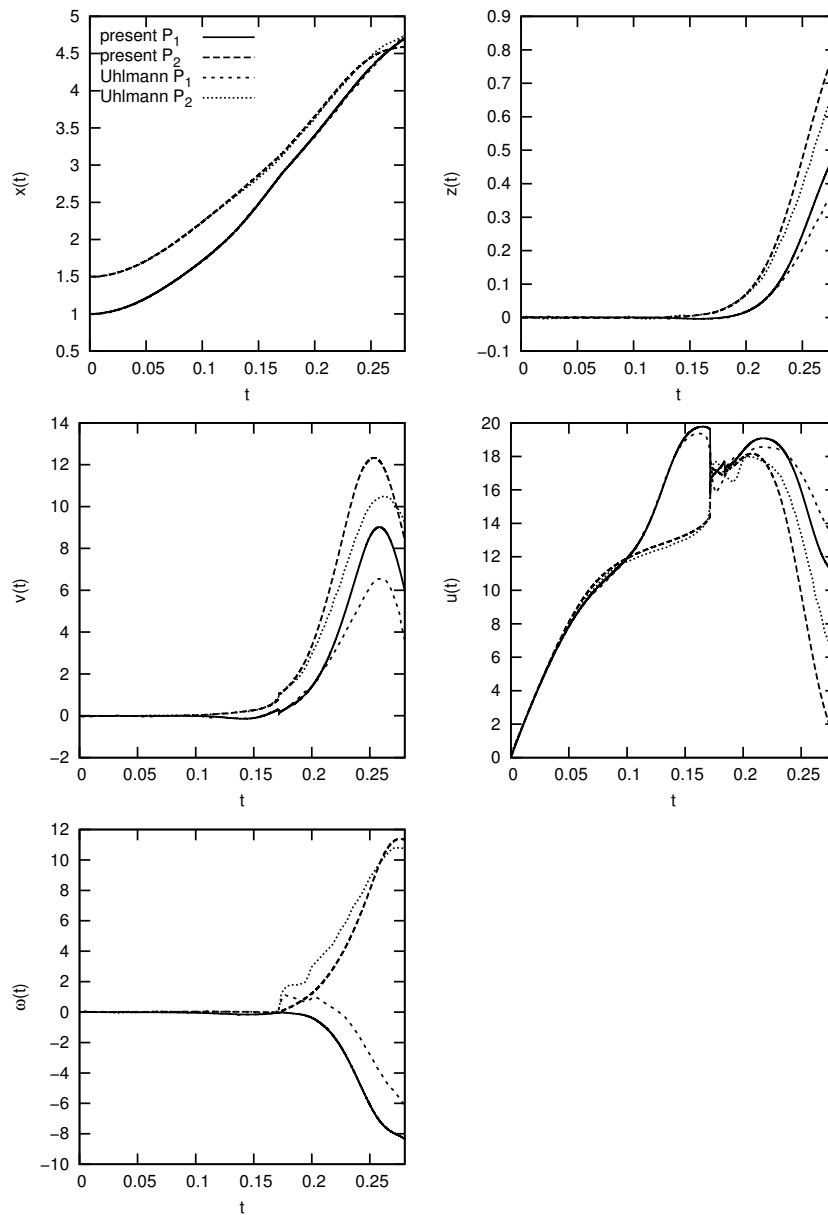 5
4.5
4
3.5
3
2.5
2
1.5
1
0.5
x(t)
present P1
present P2
Uhlmann P1
Uhlmann P2
0 0.05 0.1 0.15 0.2 0.25
t
0.9
0.8
0.7
0.6
0.5
0.4
0.3
0.2
0.1
0
−0.1
z(t)
0 0.05 0.1 0.15 0.2 0.25
t
14
12
10
8
6
4
2
0
−2
v(t)
0 0.05 0.1 0.15 0.2 0.25
t
20
18
16
14
12
10
8
6
4
2
0
u(t)
0 0.05 0.1 0.15 0.2 0.25
t
12
10
8
6
4
2
0
−2
−4
−6
−8
−10
ω(t)
0 0.05 0.1 0.15 0.2 0.25
t